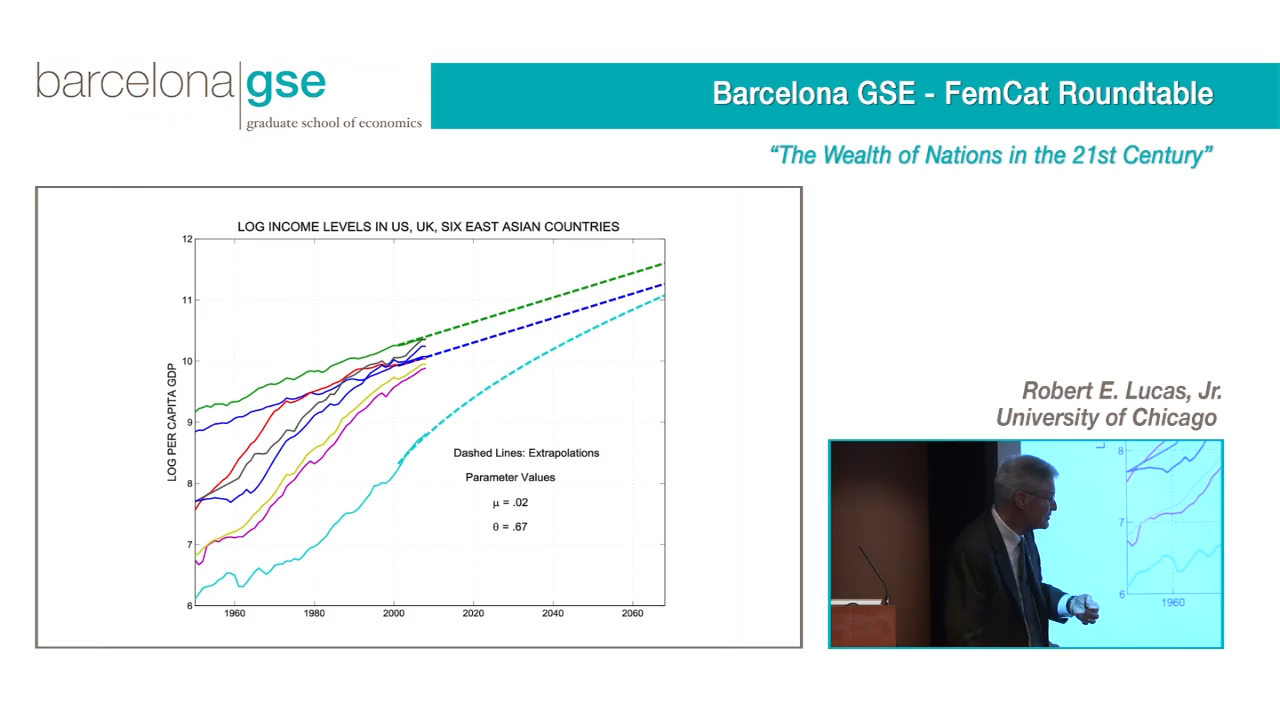 barcelona gse
graduate school of economics
Barcelona GSE - FemCat Roundtable
“The Wealth of Nations in the 21st Century”
LOG INCOME LEVELS IN US, UK, SIX EAST ASIAN COUNTRIES
LOG PER CAPITA GDP
12
11
10
9
8
7
6
Dashed Lines: Extrapolations
Parameter Values
μ = .02
θ = .67
1960 1980 2000 2020 2040 2060
Robert E. Lucas, Jr.
University of Chicago
8
7
6
1960